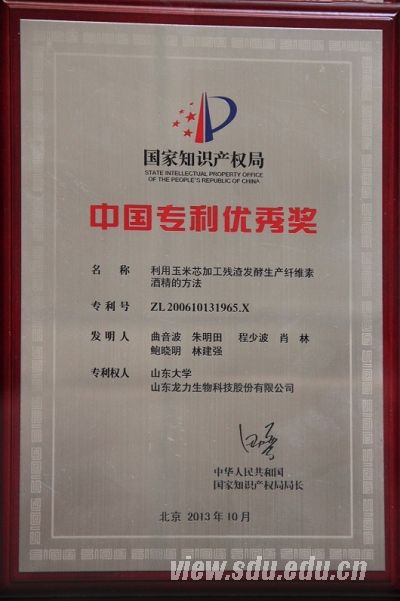 国家知识产权局
STATE INTELLECTUAL PROPERTY OFFICE
OF THE PEOPLE'S REPUBLIC OF CHINA
中国专利优秀奖
名 称 利用玉米芯加工残渣发酵生产纤维素
酒精的方法
专利号 ZL 200610131965.X
发明人 曲音波 朱明田 程少波 肖 林
鲍晓明 林建强
专利权人 山东大学
山东龙力生物科技股份有限公司
中华人民共和国
国家知识产权局局长
北京 2013年10月
view.sdu.edu.cn